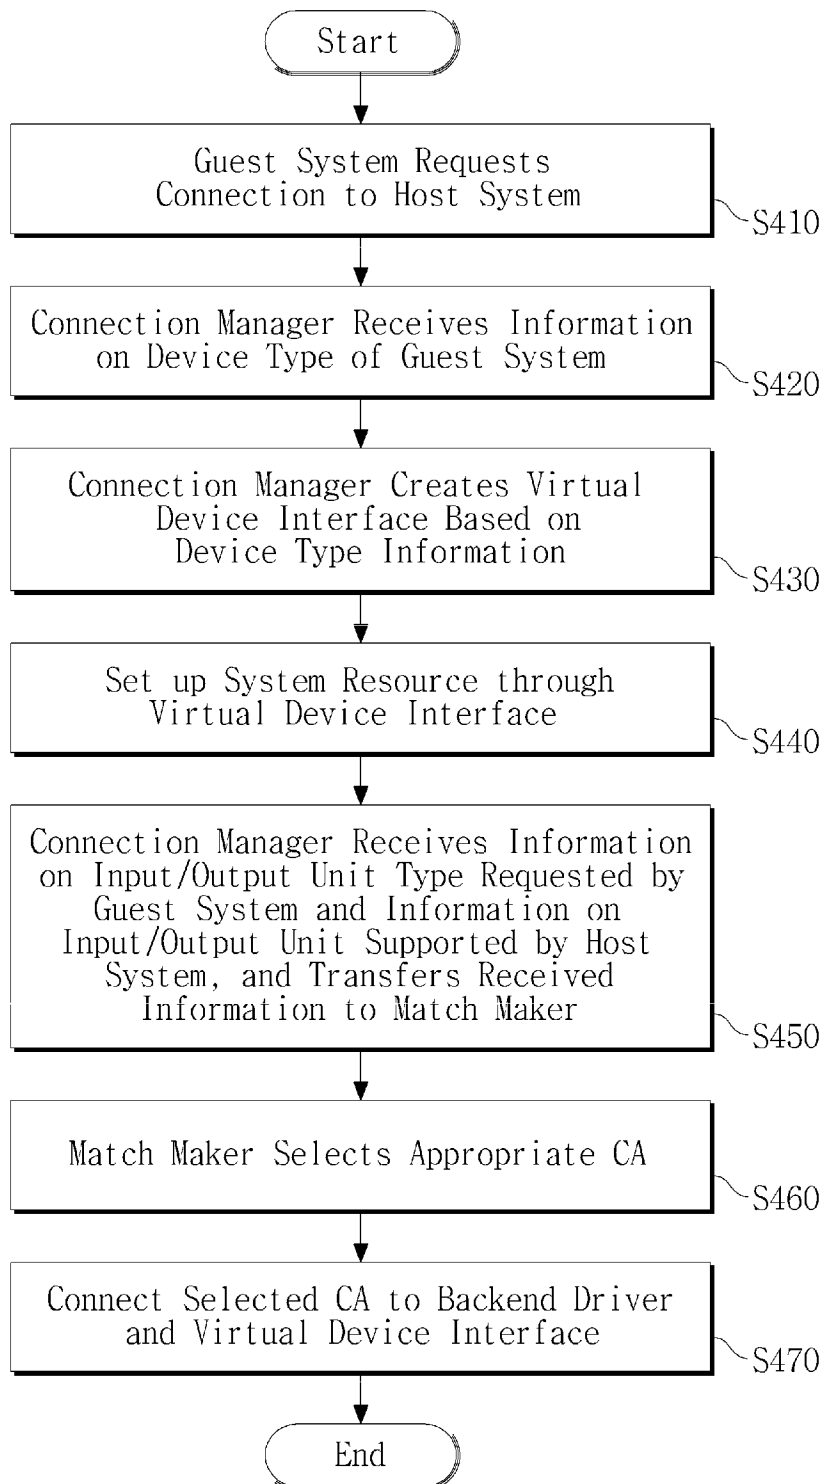 Start
Guest System Requests
Connection to Host System
S410
Connection Manager Receives Information
on Device Type of Guest System
S420
Connection Manager Creates Virtual
Device Interface Based on
Device Type Information
S430
Set up System Resource through
Virtual Device Interface
S440
Connection Manager Receives Information
on Input/Output Unit Type Requested by
Guest System and Information on
Input/Output Unit Supported by Host
System, and Transfers Received
Information to Match Maker
S450
Match Maker Selects Appropriate CA
S460
Connect Selected CA to Backend Driver
and Virtual Device Interface
S470
End